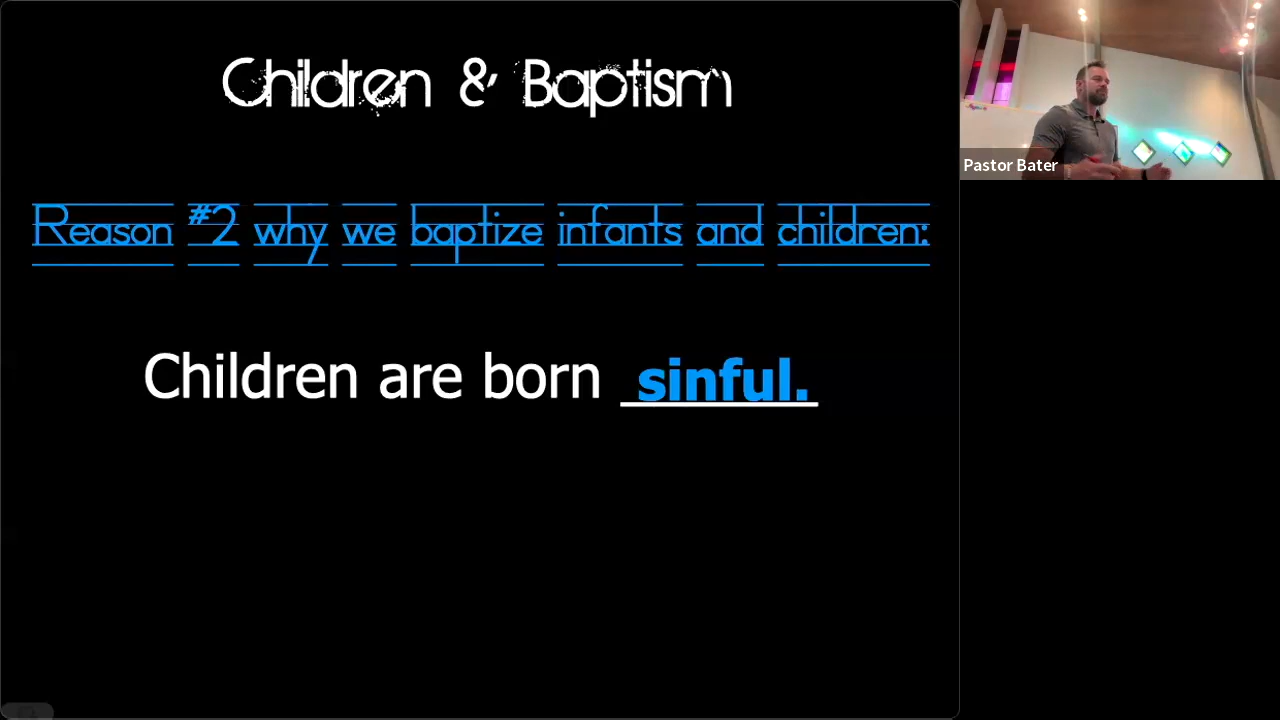 Children & Baptism
Reason #2 why we baptize infants and children:
Children are born sinful.
Pastor Bater